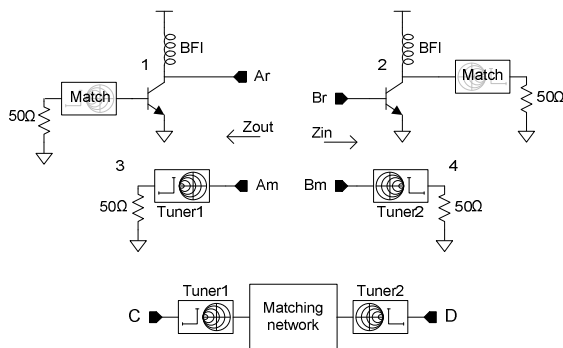 1
BFI
2
BFI
Match
Ar
Match
50Ω
Br
50Ω
Zout
Zin
3
4
Am
Bm
50Ω
Tuner1
Tuner2
50Ω
Tuner1
Tuner2
C
Matching
network
D